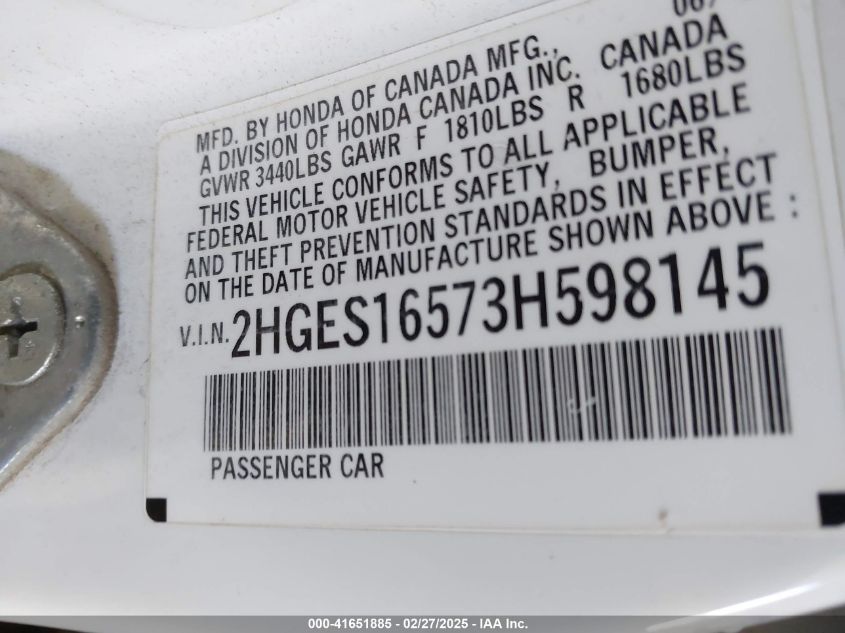 MFD. BY HONDA OF CANADA MFG.,
A DIVISION OF HONDA CANADA INC. CANADA
GVWR 3440LBS GAWR F 1810LBS R 1680LBS
THIS VEHICLE CONFORMS TO ALL APPLICABLE
FEDERAL MOTOR VEHICLE SAFETY, BUMPER,
AND THEFT PREVENTION STANDARDS IN EFFECT
ON THE DATE OF MANUFACTURE SHOWN ABOVE :
V.I.N. 2HGES16573H598145
PASSENGER CAR
000-41651885 - 02/27/2025 - IAA Inc.